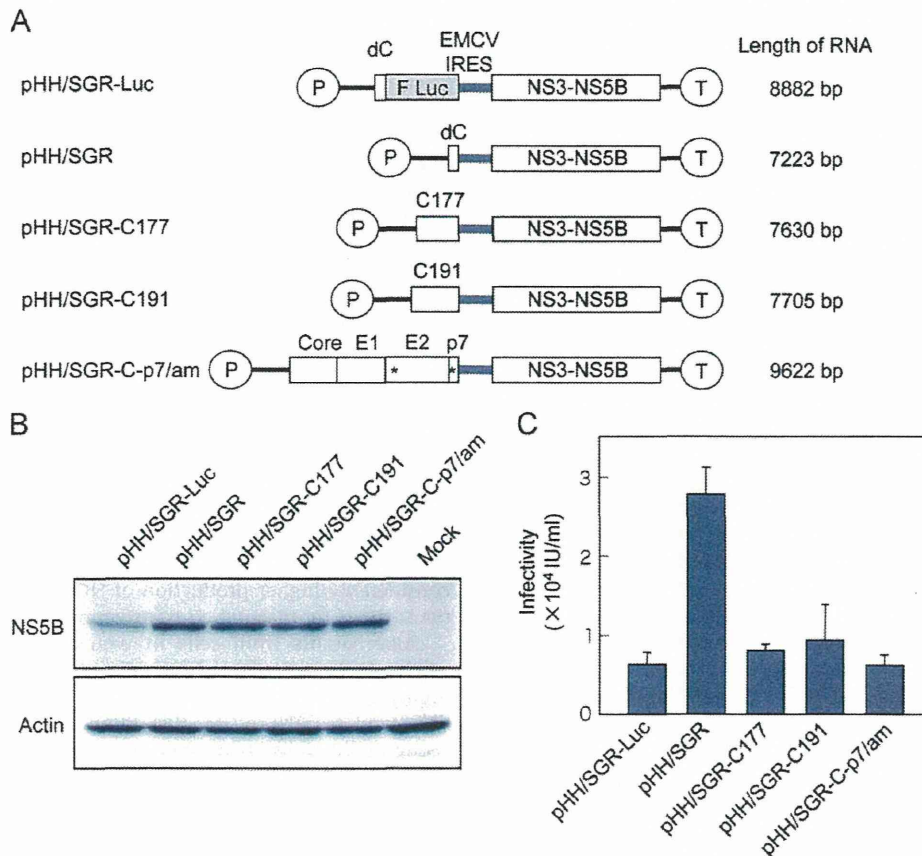 A
dC
EMCV
IRES
Length of RNA
pHH/SGR-Luc
P
F Luc
NS3-NS5B
T
8882 bp
dC
pHH/SGR
P
NS3-NS5B
T
7223 bp
C177
pHH/SGR-C177
P
NS3-NS5B
T
7630 bp
C191
pHH/SGR-C191
P
NS3-NS5B
T
7705 bp
Core E1 E2 p7
pHH/SGR-C-p7/am
P
* *
NS3-NS5B
T
9622 bp
B
pHH/SGR-Luc
pHH/SGR
pHH/SGR-C177
pHH/SGR-C191
pHH/SGR-C-p7/am
Mock
NS5B
Actin
C
Infectivity
(×10⁴ IU/ml)
3
2
1
0
pHH/SGR-Luc
pHH/SGR
pHH/SGR-C177
pHH/SGR-C191
pHH/SGR-C-p7/am